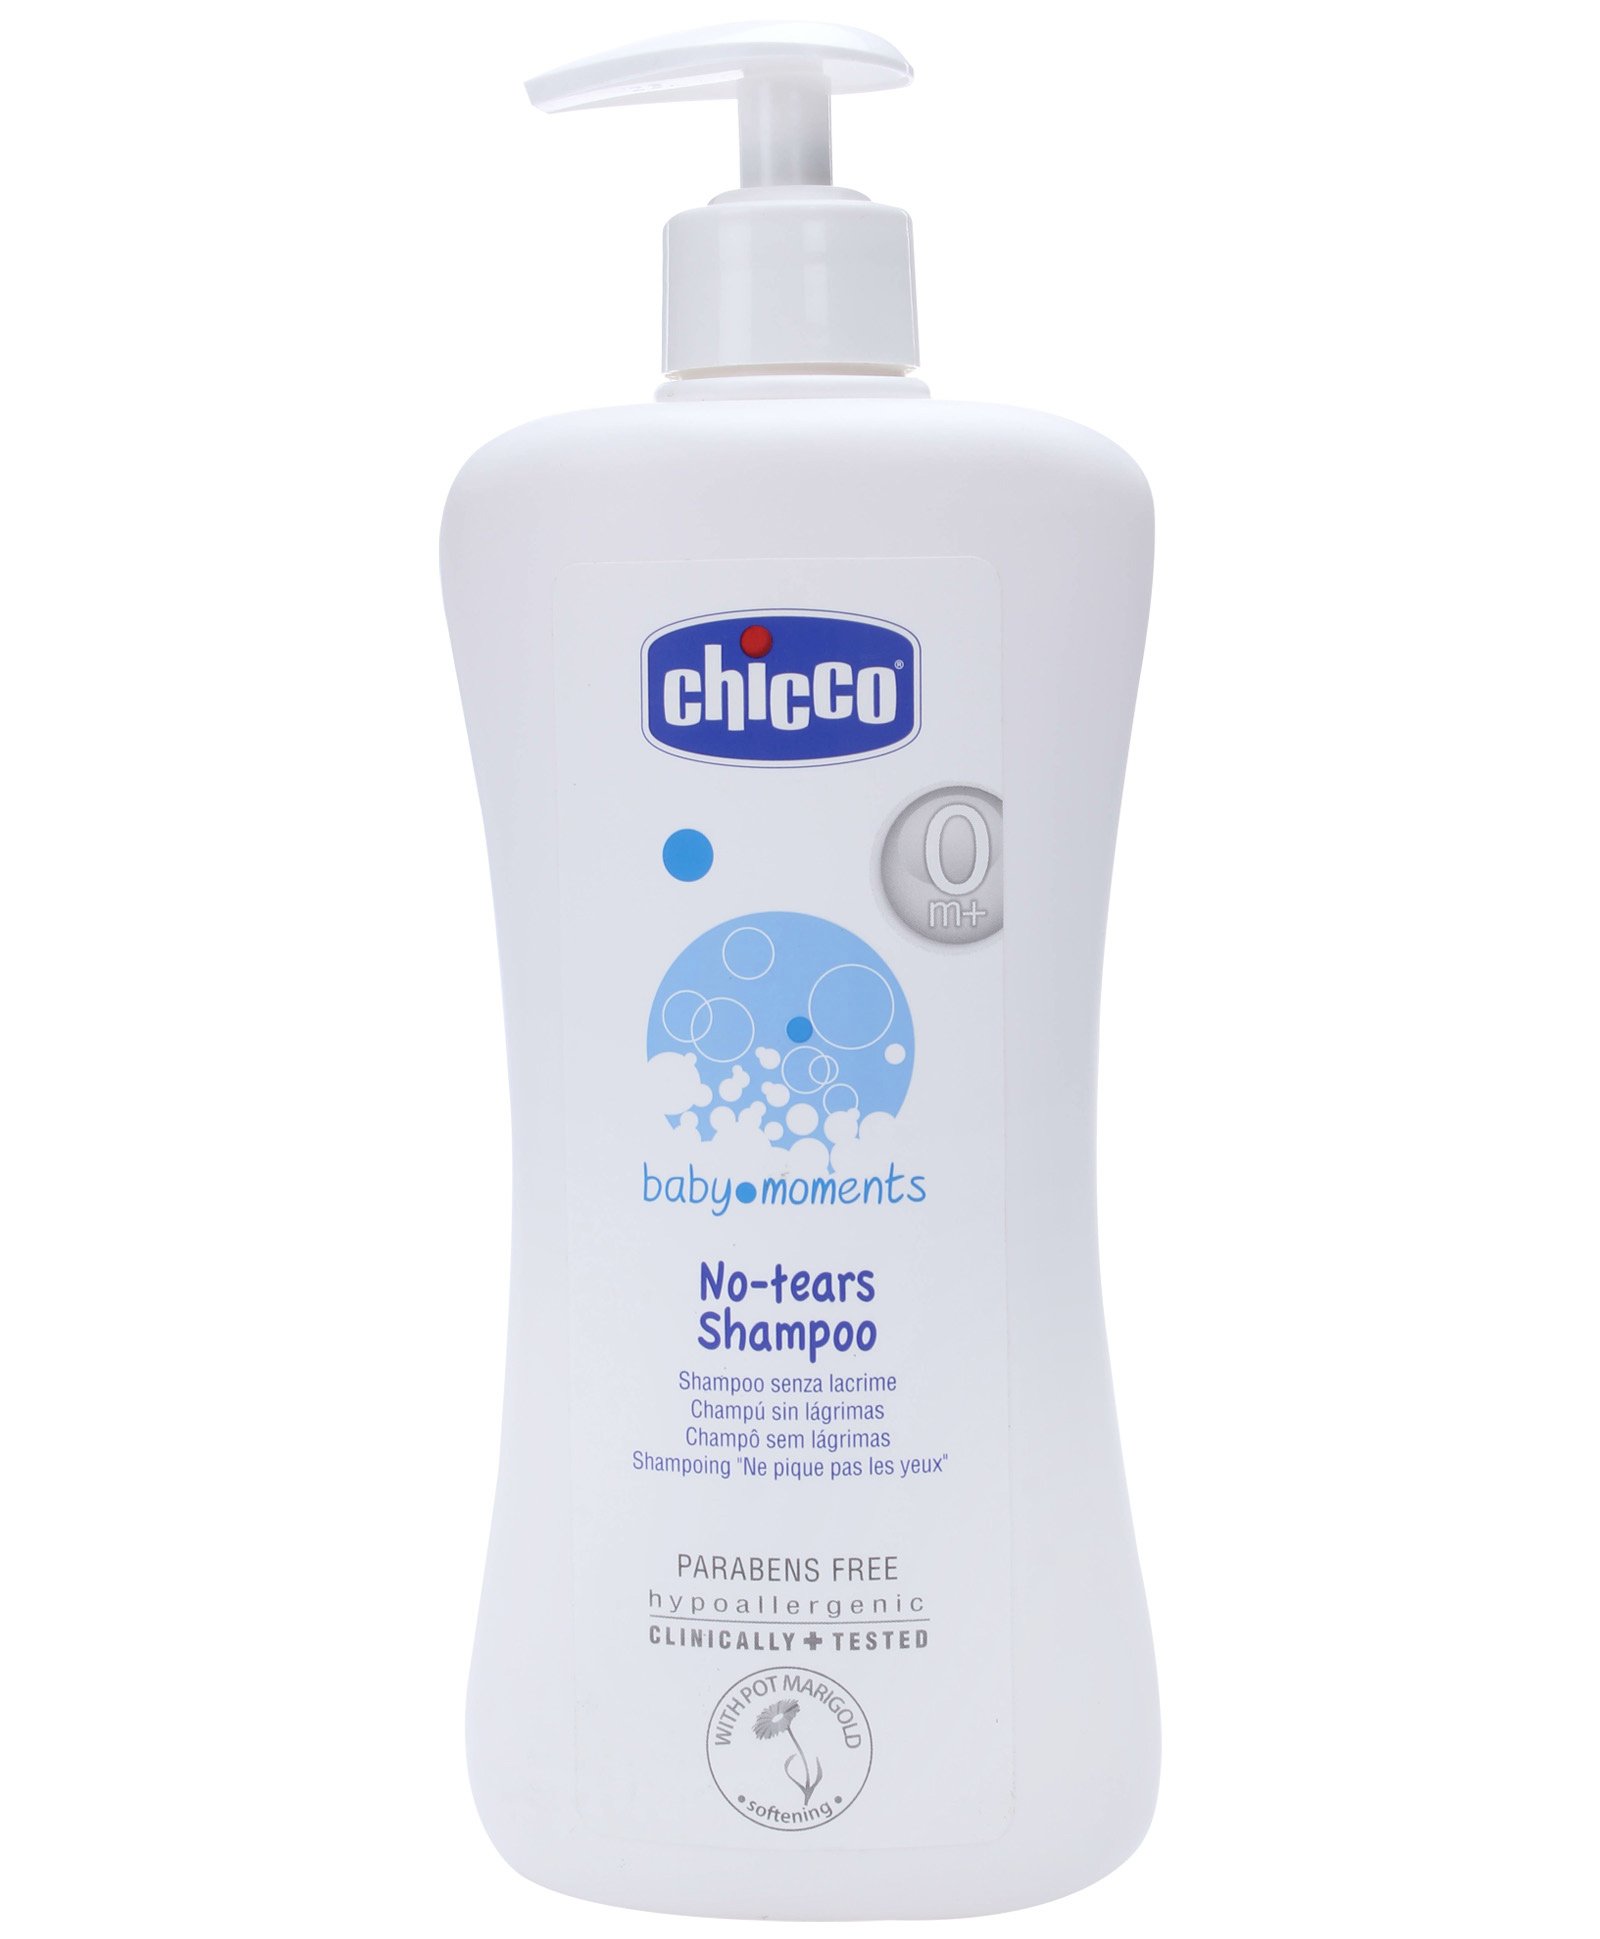 chicco®
0
m+
baby•moments
No-tears
Shampoo
Shampoo senza lacrime
Champú sin lágrimas
Champô sem lágrimas
Shampoing "Ne pique pas les yeux"
PARABENS FREE
hypoallergenic
CLINICALLY + TESTED
WITH POT MARIGOLD
• softening •